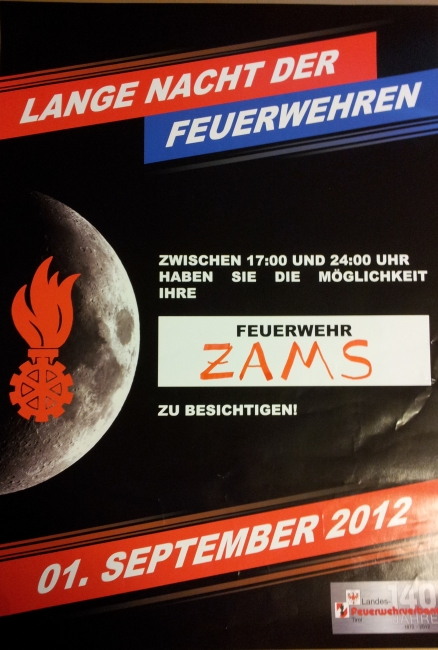 LANGE NACHT DER
FEUERWEHREN
ZWISCHEN 17:00 UND 24:00 UHR
HABEN SIE DIE MÖGLICHKEIT
IHRE
FEUERWEHR
ZAMS
ZU BESICHTIGEN!
01. SEPTEMBER 2012
140
JAHRE
Landes-
Feuerwehrverband
Tirol